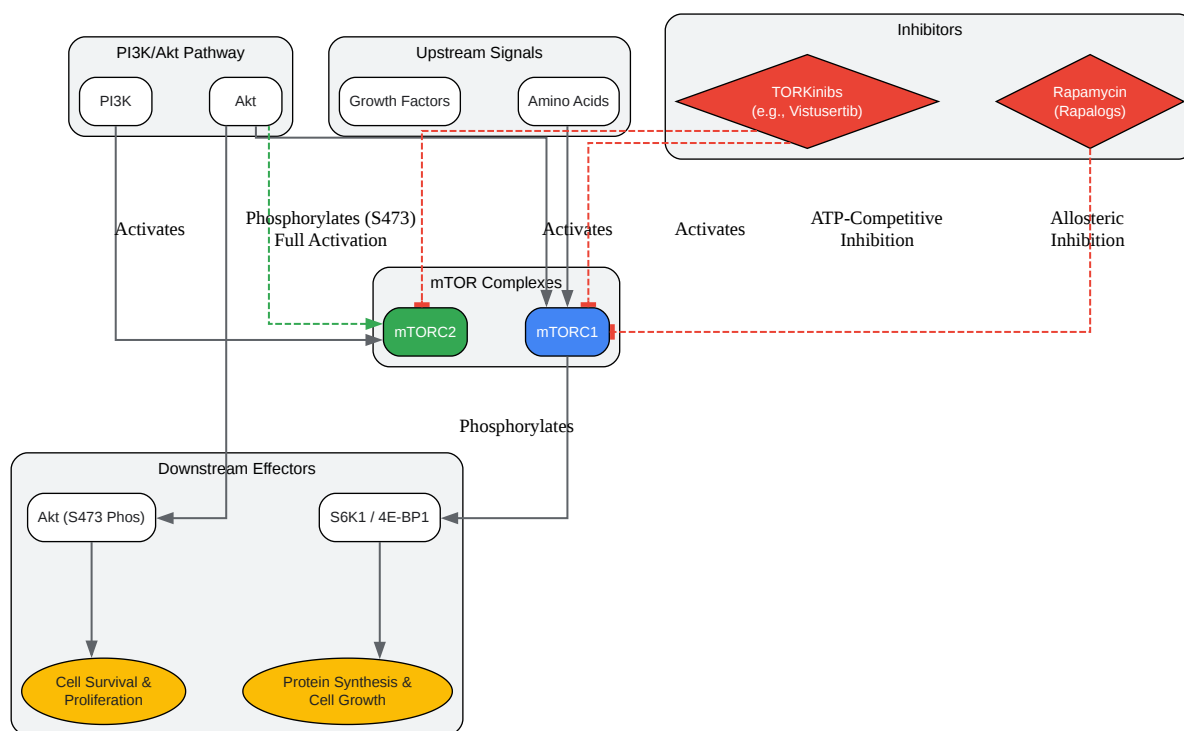 Inhibitors
PI3K/Akt Pathway
Upstream Signals
PI3K
Akt
Growth Factors
Amino Acids
TORKinibs
(e.g., Vistusertib)
Rapamycin
(Rapalogs)
Activates
Phosphorylates (S473)
Full Activation
Activates
Activates
ATP-Competitive
Inhibition
Allosteric
Inhibition
mTOR Complexes
mTORC2
mTORC1
Phosphorylates
Downstream Effectors
Akt (S473 Phos)
S6K1 / 4E-BP1
Cell Survival &
Proliferation
Protein Synthesis &
Cell Growth